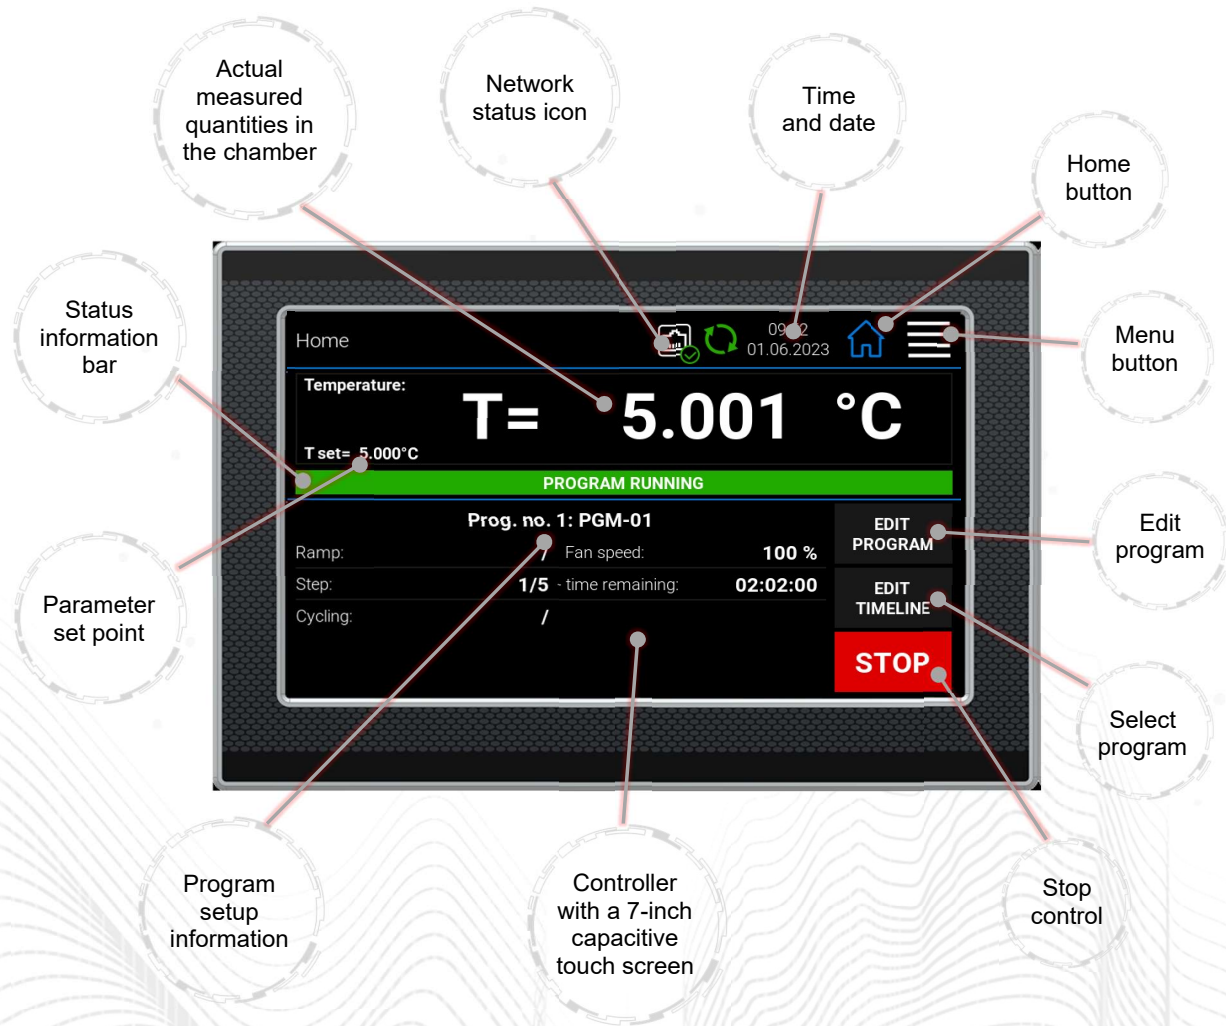 Actual
measured
quantities in
the chamber
Network
status icon
Time
and date
Home
button
Status
information
bar
Menu
button
Home
01.06.2023
Temperature:
T= 5.001 °C
T set= 5.000°C
PROGRAM RUNNING
Prog. no. 1: PGM-01
Ramp: / Fan speed: 100 %
Step: 1/5 - time remaining: 02:02:00
Cycling: /
EDIT
PROGRAM
EDIT
TIMELINE
STOP
Edit
program
Parameter
set point
Select
program
Program
setup
information
Controller
with a 7-inch
capacitive
touch screen
Stop
control